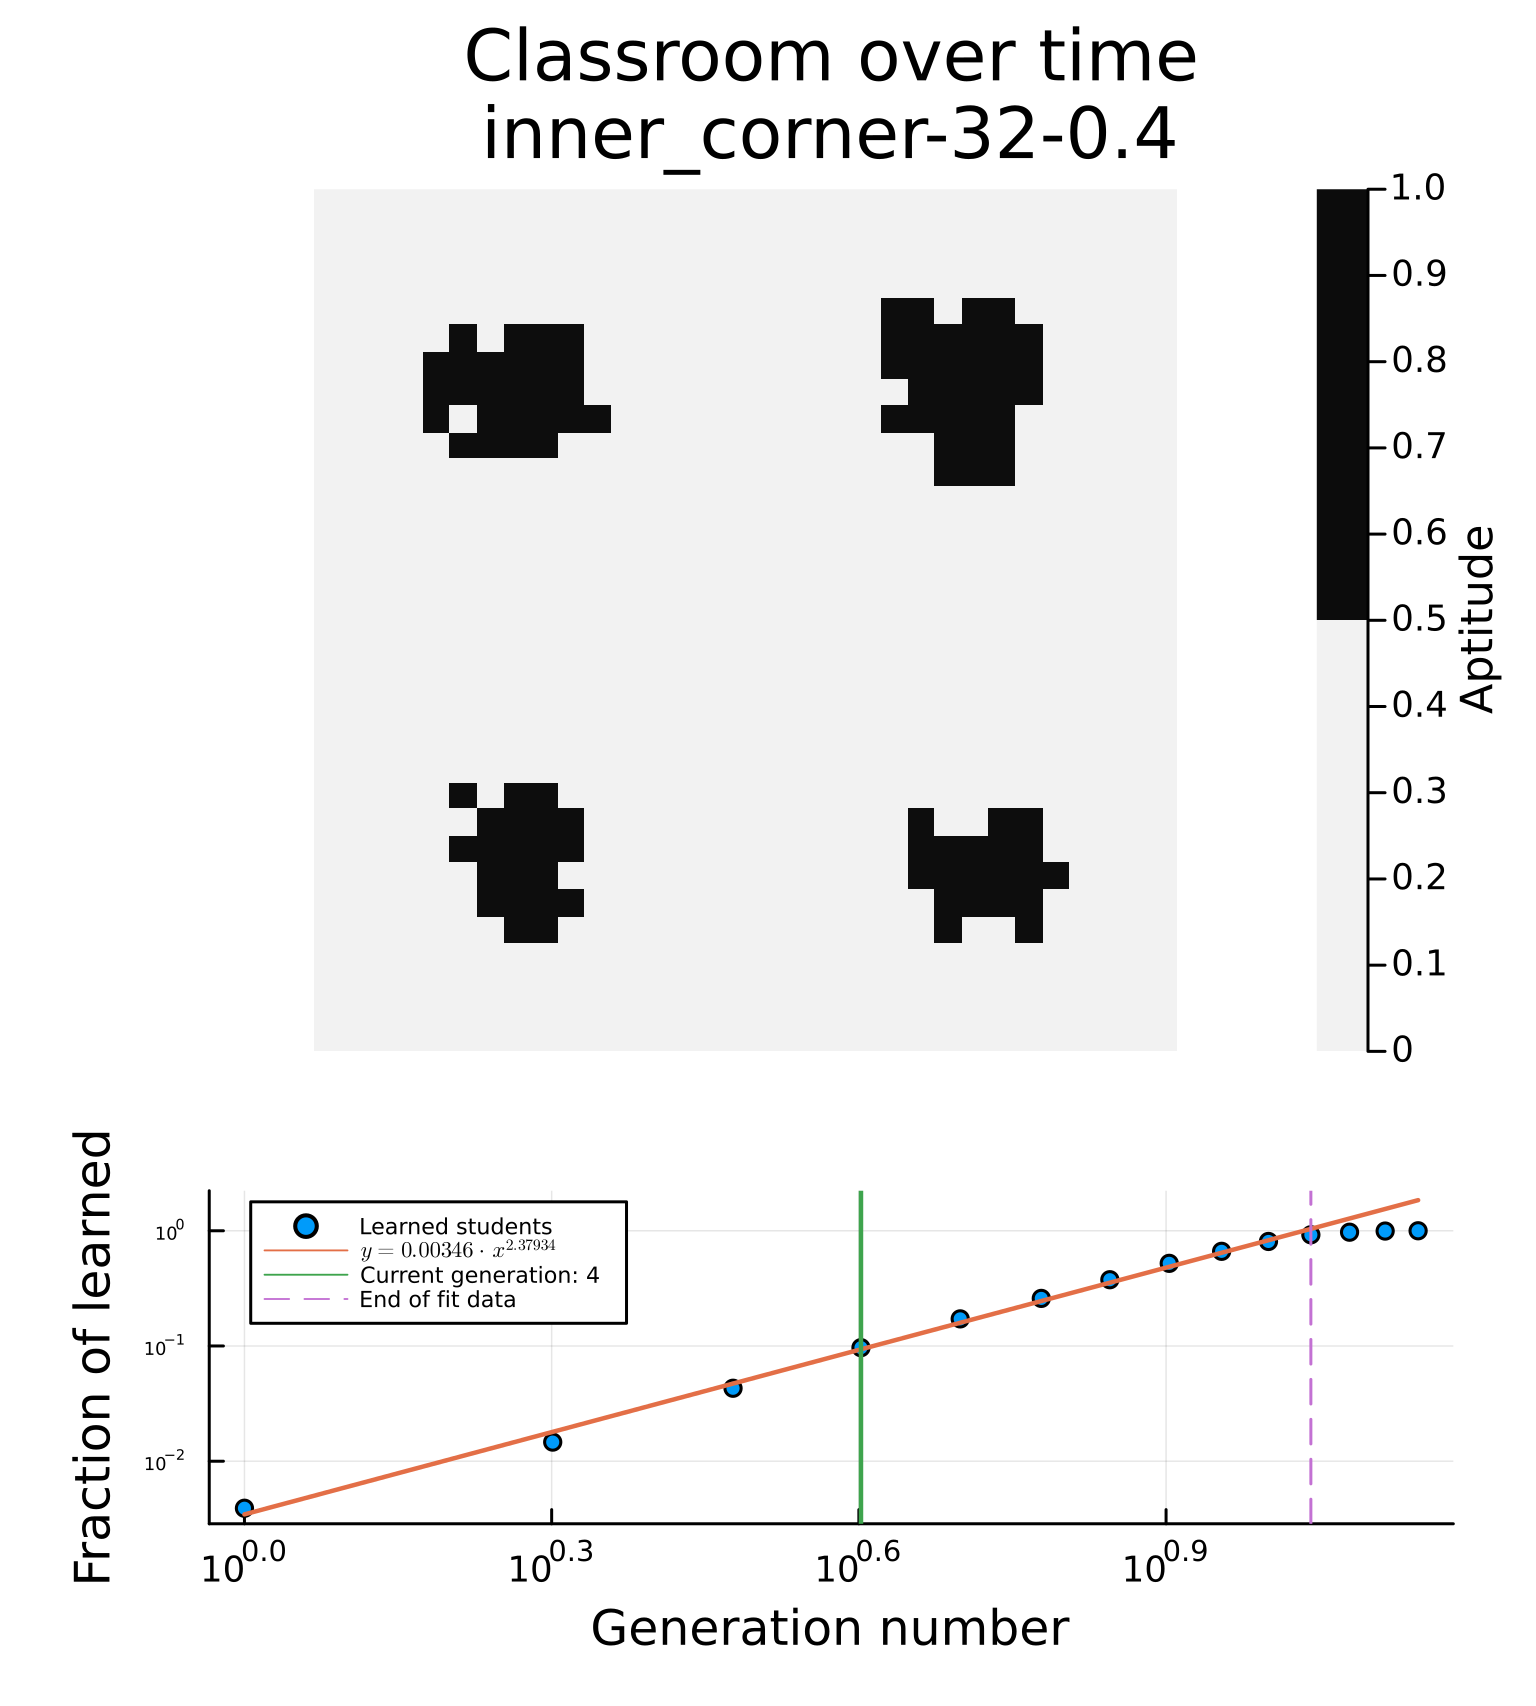 Classroom over time
inner_corner-32-0.4
1.0
0.9
0.8
0.7
0.6
0.5
0.4
0.3
0.2
0.1
0
Aptitude
Fraction of learned
10^0
10^-1
10^-2
Learned students
y = 0.00346 · x^2.37934
Current generation: 4
End of fit data
10^0.0
10^0.3
10^0.6
10^0.9
Generation number